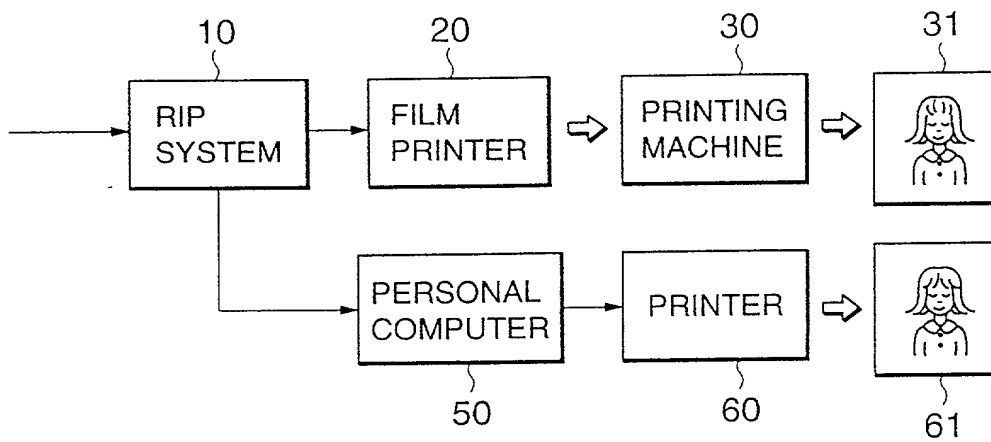 10
20
30
31
RIP
SYSTEM
FILM
PRINTER
PRINTING
MACHINE
PERSONAL
COMPUTER
PRINTER
50
60
61